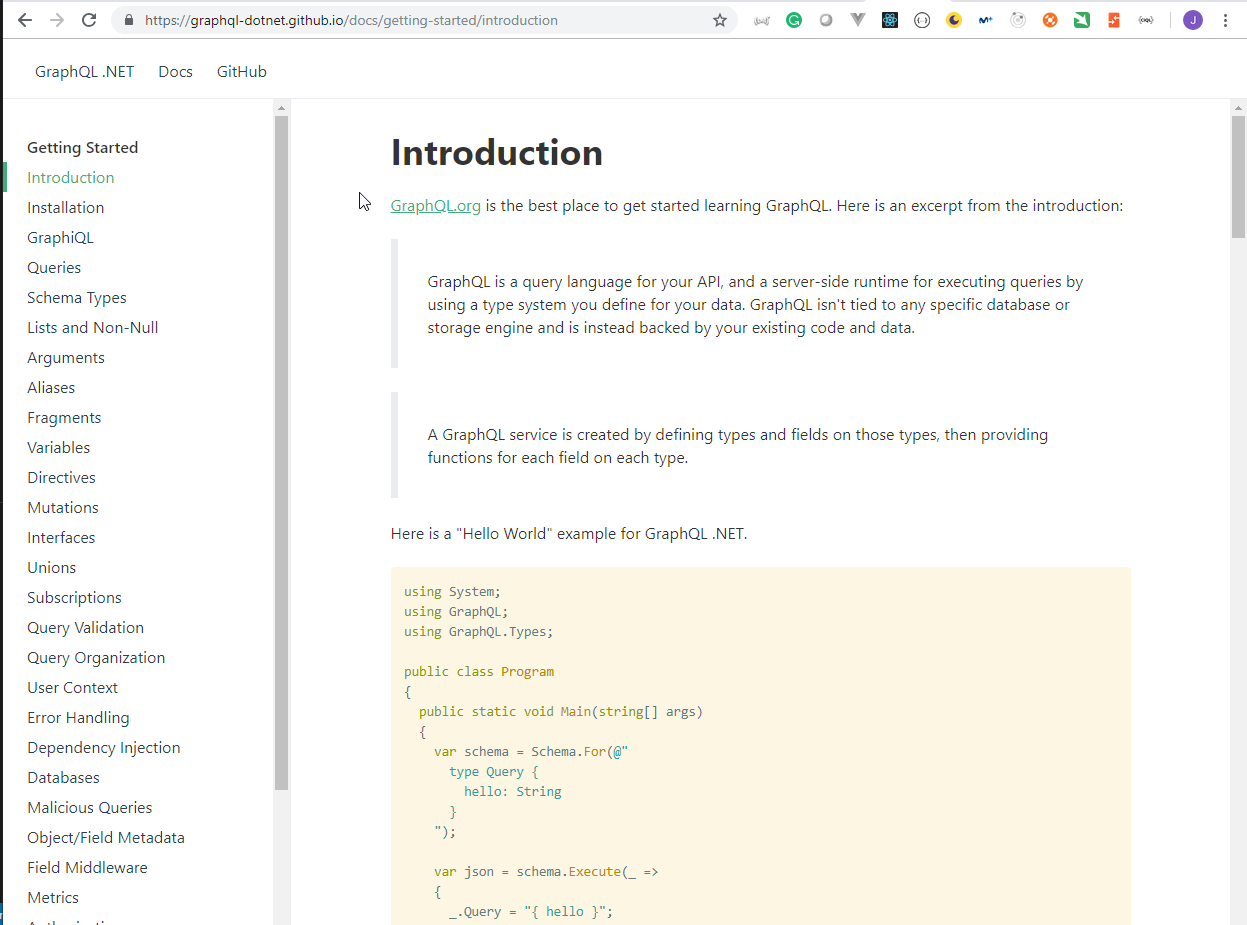 https://graphql-dotnet.github.io/docs/getting-started/introduction
J
GraphQL .NET Docs GitHub
Getting Started
Introduction
Installation
GraphiQL
Queries
Schema Types
Lists and Non-Null
Arguments
Aliases
Fragments
Variables
Directives
Mutations
Interfaces
Unions
Subscriptions
Query Validation
Query Organization
User Context
Error Handling
Dependency Injection
Databases
Malicious Queries
Object/Field Metadata
Field Middleware
Metrics
Introduction
GraphQL.org is the best place to get started learning GraphQL. Here is an excerpt from the introduction:
GraphQL is a query language for your API, and a server-side runtime for executing queries by
using a type system you define for your data. GraphQL isn't tied to any specific database or
storage engine and is instead backed by your existing code and data.
A GraphQL service is created by defining types and fields on those types, then providing
functions for each field on each type.
Here is a "Hello World" example for GraphQL .NET.
using System;
using GraphQL;
using GraphQL.Types;
public class Program
{
  public static void Main(string[] args)
  {
    var schema = Schema.For(@"
      type Query {
        hello: String
      }
    ");
    var json = schema.Execute(_ =>
    {
      _.Query = "{ hello }";